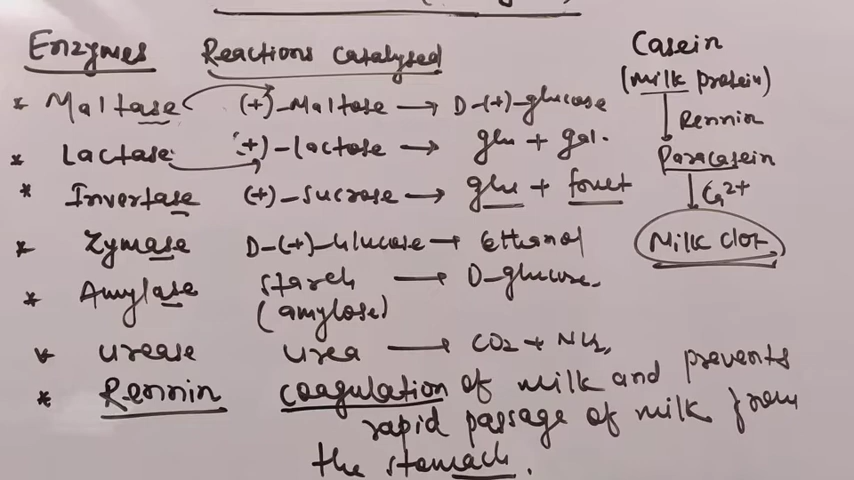 Enzymes Reactions Catalysed
* Maltase (+)-Maltose → D-(+)-glucose
* Lactase (+)-lactose → glu + gal.
* Invertase (+)-sucrose → glu + fruct
* Zymase D-(+)-Glucose → Ethanol
* Amylase starch → D-glucose.
(amylose)
* Urease Urea → CO2 + NH3
* Rennin coagulation of milk and prevents
rapid passage of milk from
the stomach.
Casein
(Milk protein)
↓ Rennin
Paracasein
↓ Ca2+
Milk clot